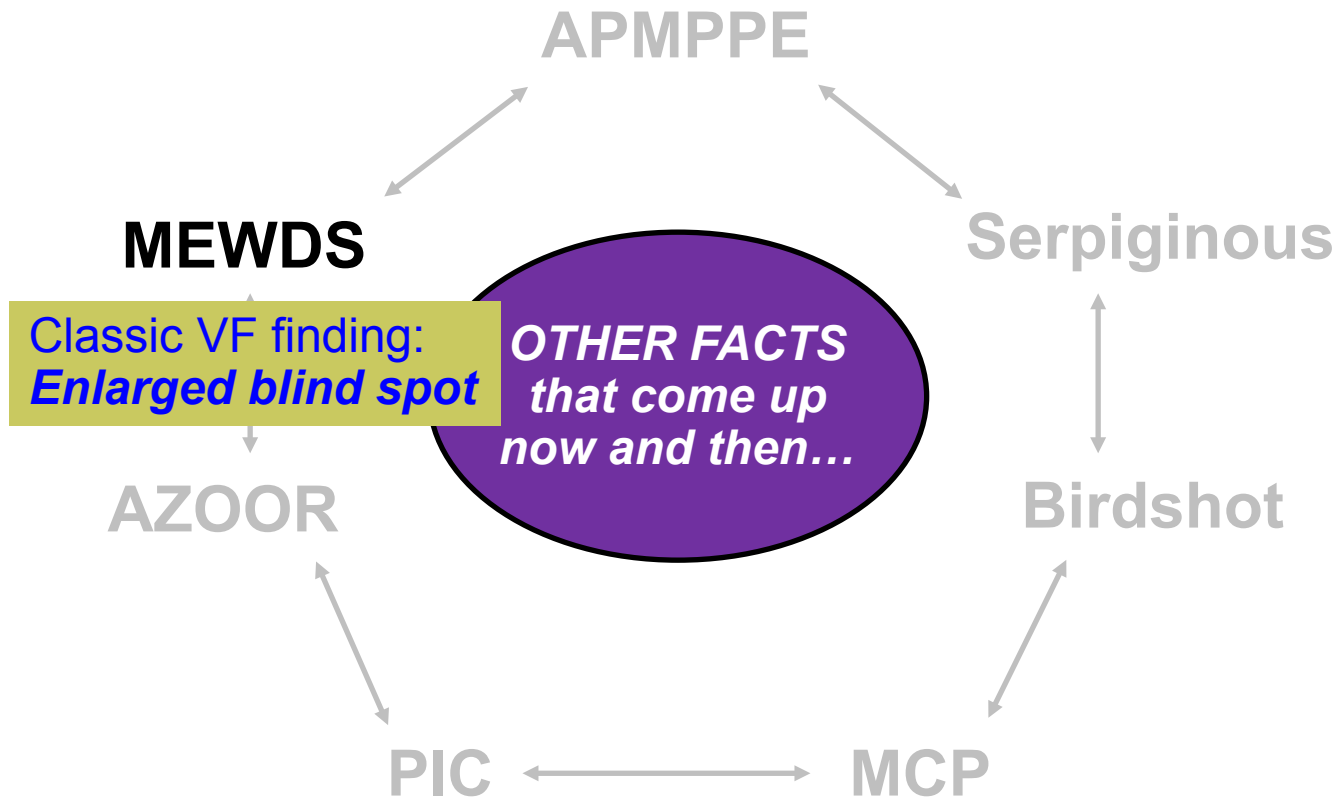 APMPPE
MEWDS
Serpiginous
Classic VF finding:
Enlarged blind spot
OTHER FACTS
that come up
now and then…
AZOOR
Birdshot
PIC
MCP